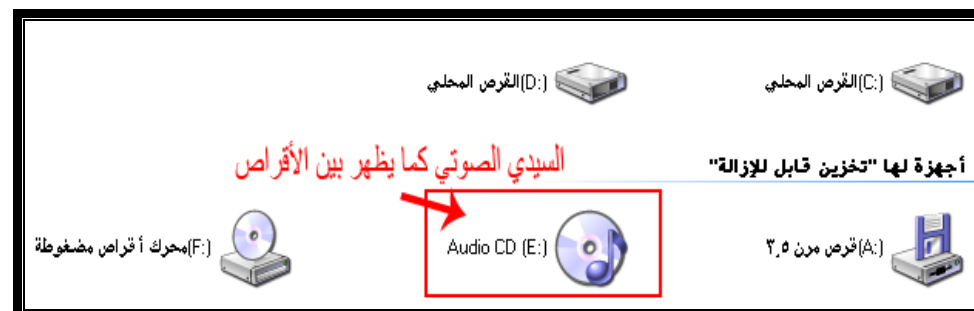 القرص المحلي(C:)
القرص المحلي(D:)
السيدي الصوتي كما يظهر بين الأقراص
أجهزة لها "تخزين قابل للإزالة"
قرص مرن ٣٫٥(A:)
Audio CD (E:)
محرك أقراص مضغوطة(F:)